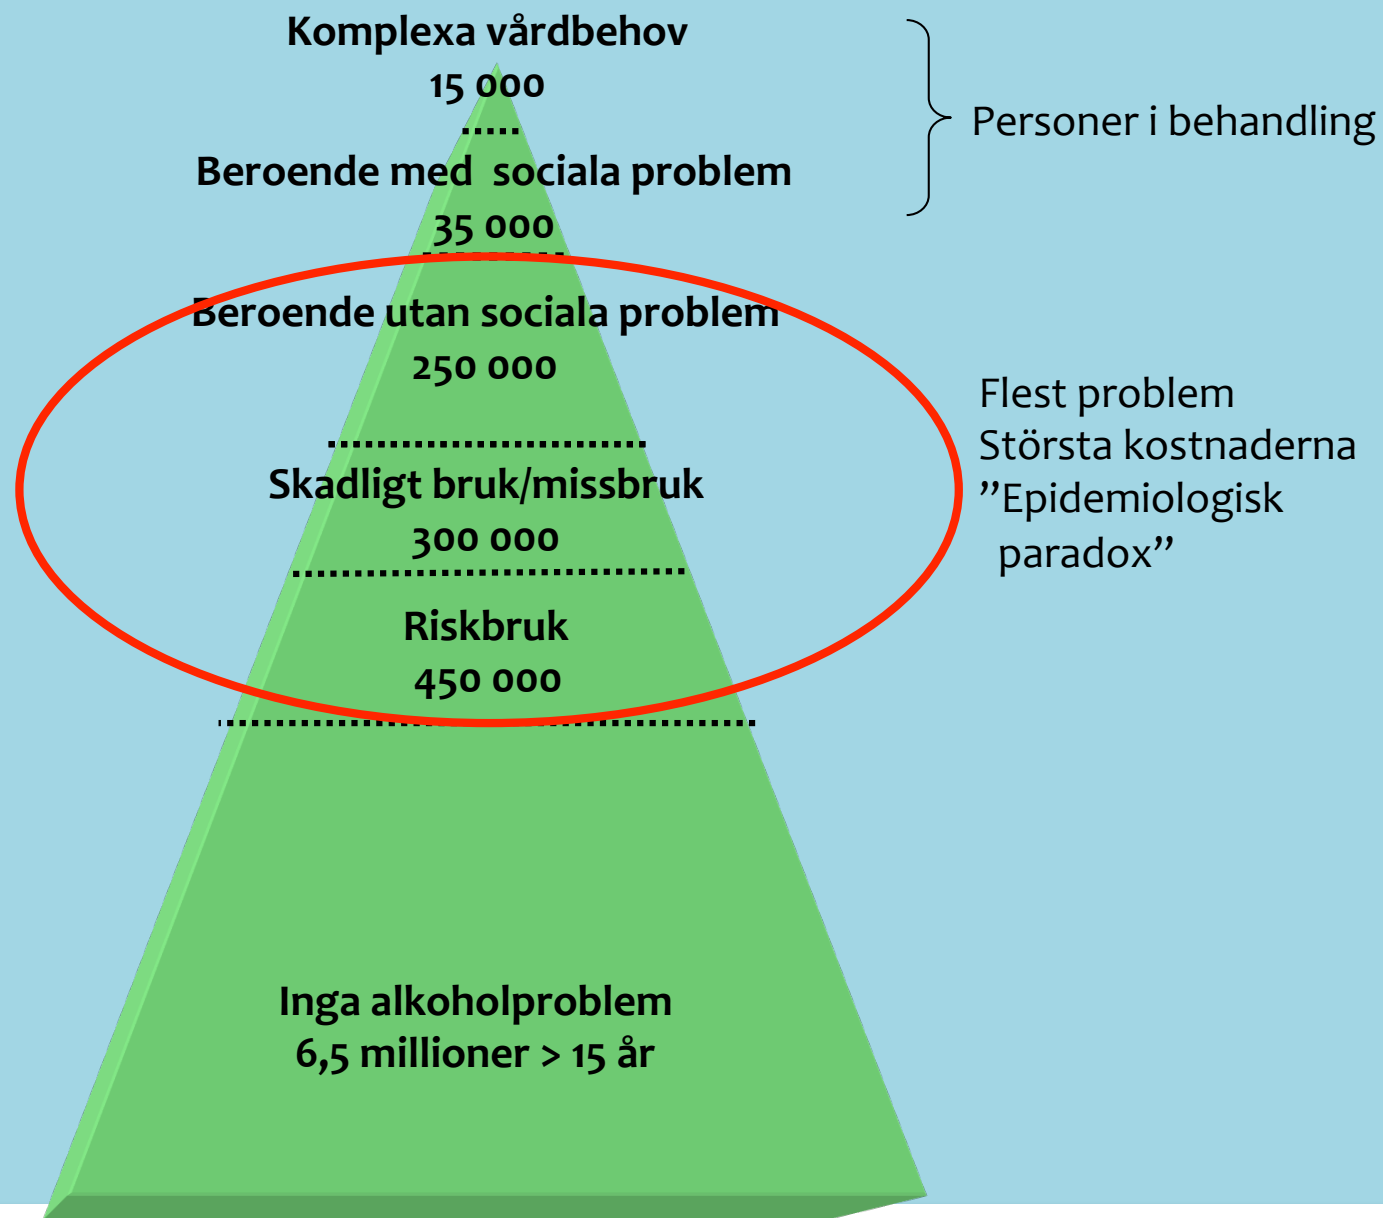 Komplexa vårdbehov
15 000
Personer i behandling
Beroende med sociala problem
35 000
Beroende utan sociala problem
250 000
Flest problem
Största kostnaderna
”Epidemiologisk
paradox”
Skadligt bruk/missbruk
300 000
Riskbruk
450 000
Inga alkoholproblem
6,5 millioner > 15 år